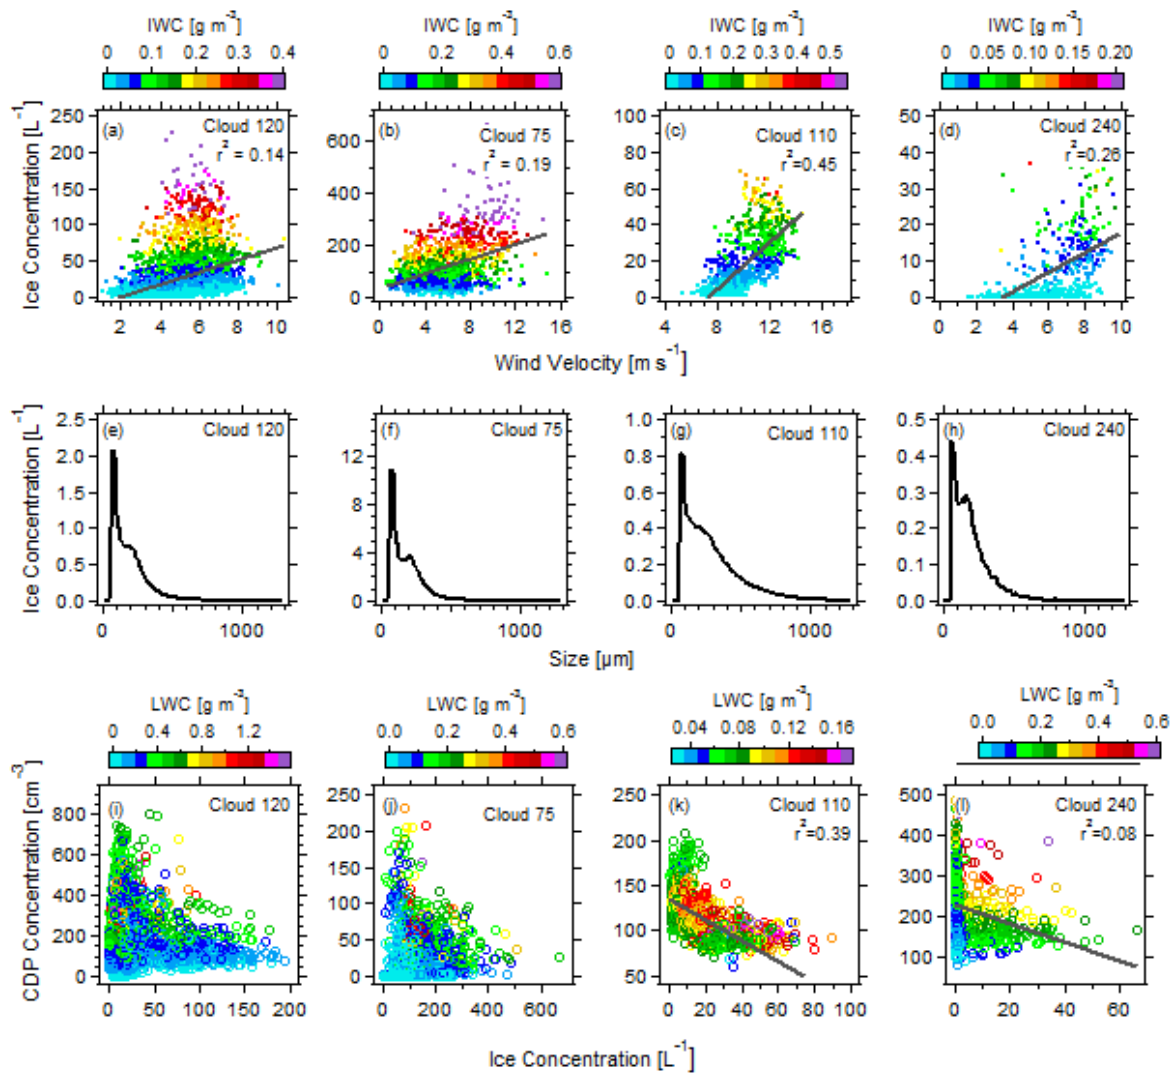 IWC [g m⁻³] IWC [g m⁻³] IWC [g m⁻³] IWC [g m⁻³]
0 0.1 0.2 0.3 0.4 0 0.2 0.4 0.6 0 0.1 0.3 0.4 0.5 0 0.05 0.10 0.15 0.20
Ice Concentration [L⁻¹]
250 200 150 100 50 0
(a) Cloud 120
r² = 0.14
2 4 6 8 10
600 400 200 0
(b) Cloud 75
r² = 0.19
0 4 8 12 16
100 80 60 40 20 0
(c) Cloud 110
r²=0.45
4 8 12 16
50 40 30 20 10 0
(d) Cloud 240
r²=0.26
0 2 4 6 8 10
Wind Velocity [m s⁻¹]
Ice Concentration [L⁻¹]
2.5 2.0 1.5 1.0 0.5 0.0
(e) Cloud 120
0 1000
12 8 4 0
(f) Cloud 75
0 1000
1.0 0.8 0.6 0.4 0.2 0.0
(g) Cloud 110
0 1000
0.5 0.4 0.3 0.2 0.1 0.0
(h) Cloud 240
0 1000
Size [µm]
LWC [g m⁻³] LWC [g m⁻³] LWC [g m⁻³] LWC [g m⁻³]
0 0.4 0.8 1.2 0.0 0.2 0.4 0.6 0.04 0.08 0.12 0.16 0.0 0.2 0.4 0.6
CDP Concentration [cm⁻³]
800 600 400 200 0
(i) Cloud 120
0 50 100 150 200
250 200 150 100 50 0
(j) Cloud 75
0 200 400 600
250 200 150 100 50
(k) Cloud 110
r²=0.39
0 20 40 60 80 100
500 400 300 200 100
(l) Cloud 240
r²=0.08
0 20 40 60
Ice Concentration [L⁻¹]